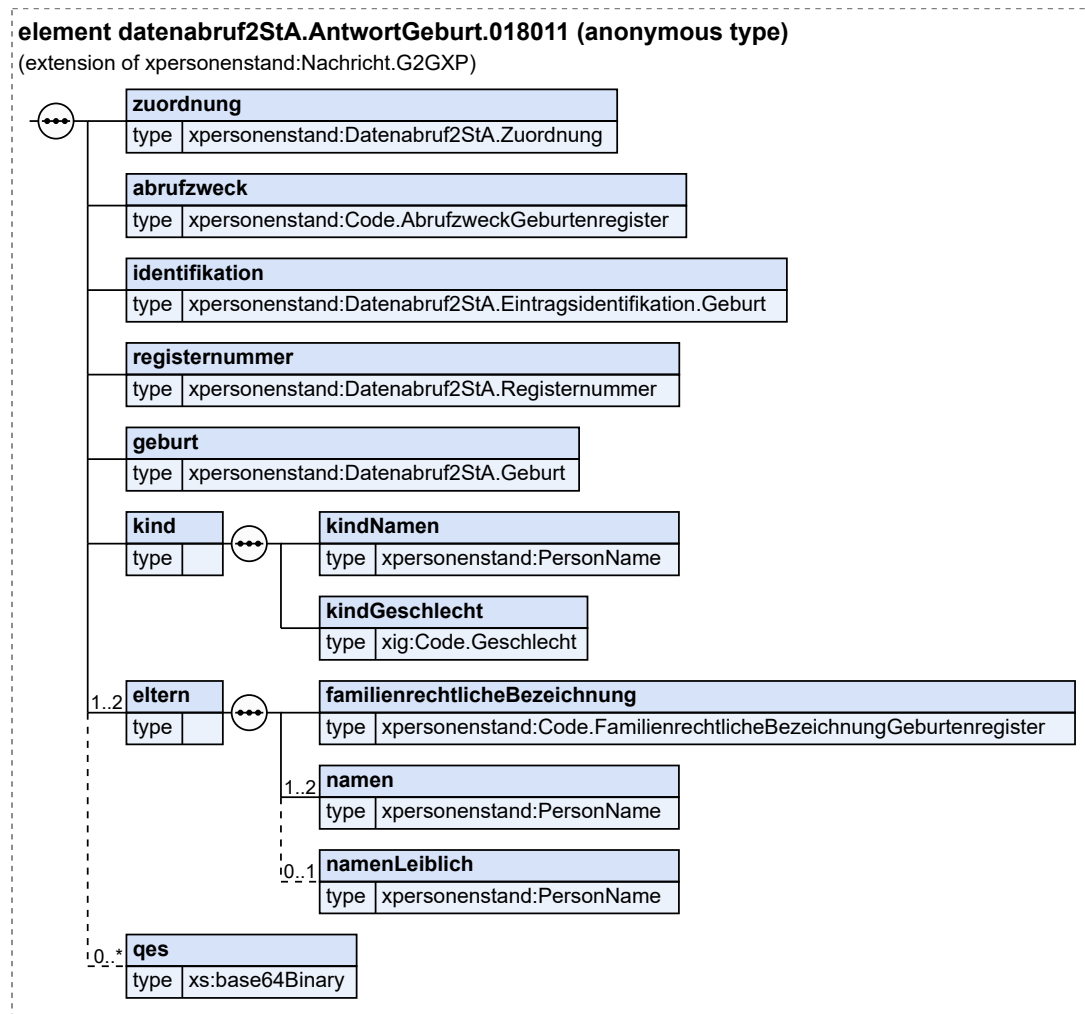 element datenabruf2StA.AntwortGeburt.018011 (anonymous type)
(extension of xpersonenstand:Nachricht.G2GXP)
zuordnung
type xpersonenstand:Datenabruf2StA.Zuordnung
abrufzweck
type xpersonenstand:Code.AbrufzweckGeburtenregister
identifikation
type xpersonenstand:Datenabruf2StA.Eintragsidentifikation.Geburt
registernummer
type xpersonenstand:Datenabruf2StA.Registernummer
geburt
type xpersonenstand:Datenabruf2StA.Geburt
kind
type
kindNamen
type xpersonenstand:PersonName
kindGeschlecht
type xig:Code.Geschlecht
1..2
eltern
type
familienrechtlicheBezeichnung
type xpersonenstand:Code.FamilienrechtlicheBezeichnungGeburtenregister
1..2
namen
type xpersonenstand:PersonName
0..1
namenLeiblich
type xpersonenstand:PersonName
0..*
qes
type xs:base64Binary